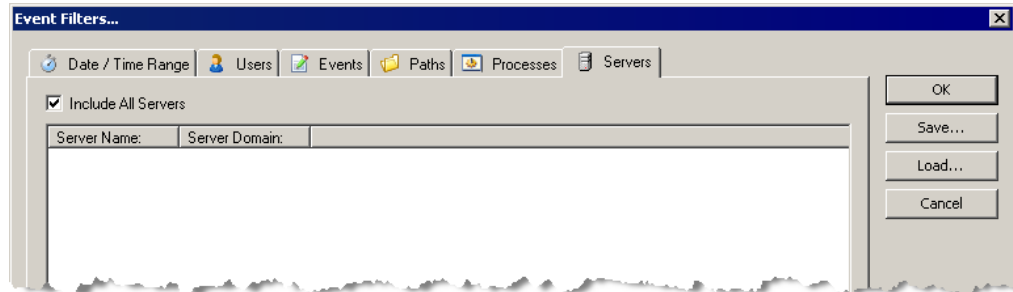 Event Filters...
Date / Time Range Users Events Paths Processes Servers
Include All Servers
Server Name: Server Domain:
OK
Save...
Load...
Cancel